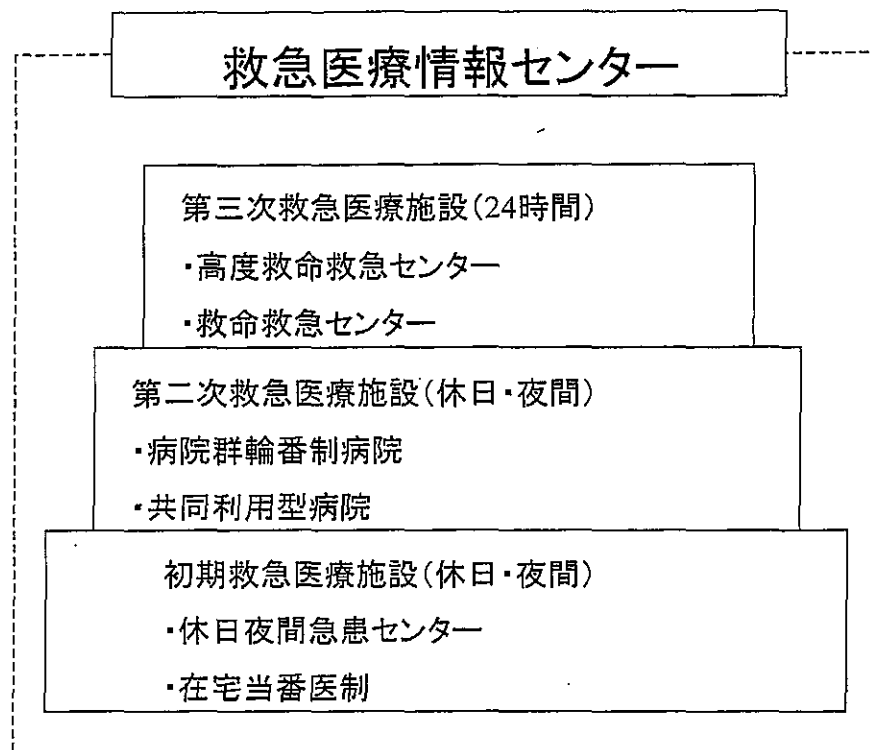 救急医療情報センター
第三次救急医療施設(24時間)
・高度救命救急センター
・救命救急センター
第二次救急医療施設(休日・夜間)
・病院群輪番制病院
・共同利用型病院
初期救急医療施設(休日・夜間)
・休日夜間急患センター
・在宅当番医制